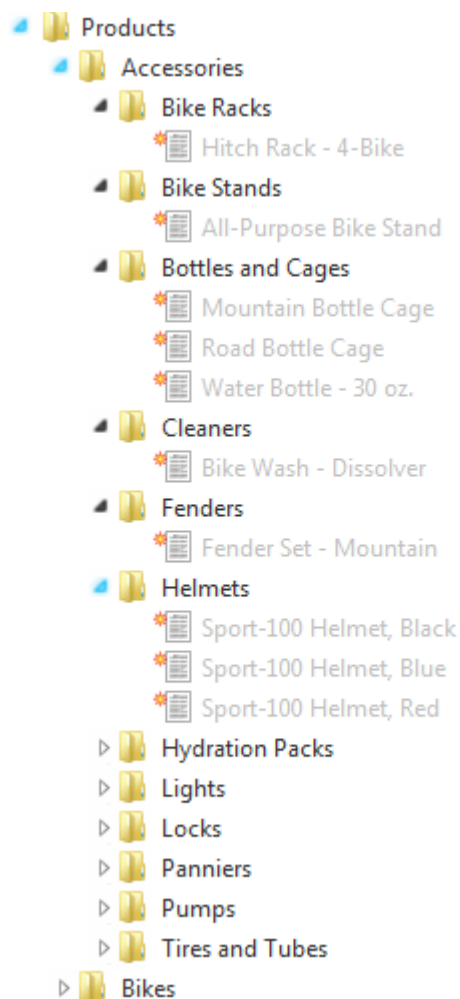 Products
Accessories
Bike Racks
Hitch Rack - 4-Bike
Bike Stands
All-Purpose Bike Stand
Bottles and Cages
Mountain Bottle Cage
Road Bottle Cage
Water Bottle - 30 oz.
Cleaners
Bike Wash - Dissolver
Fenders
Fender Set - Mountain
Helmets
Sport-100 Helmet, Black
Sport-100 Helmet, Blue
Sport-100 Helmet, Red
Hydration Packs
Lights
Locks
Panniers
Pumps
Tires and Tubes
Bikes